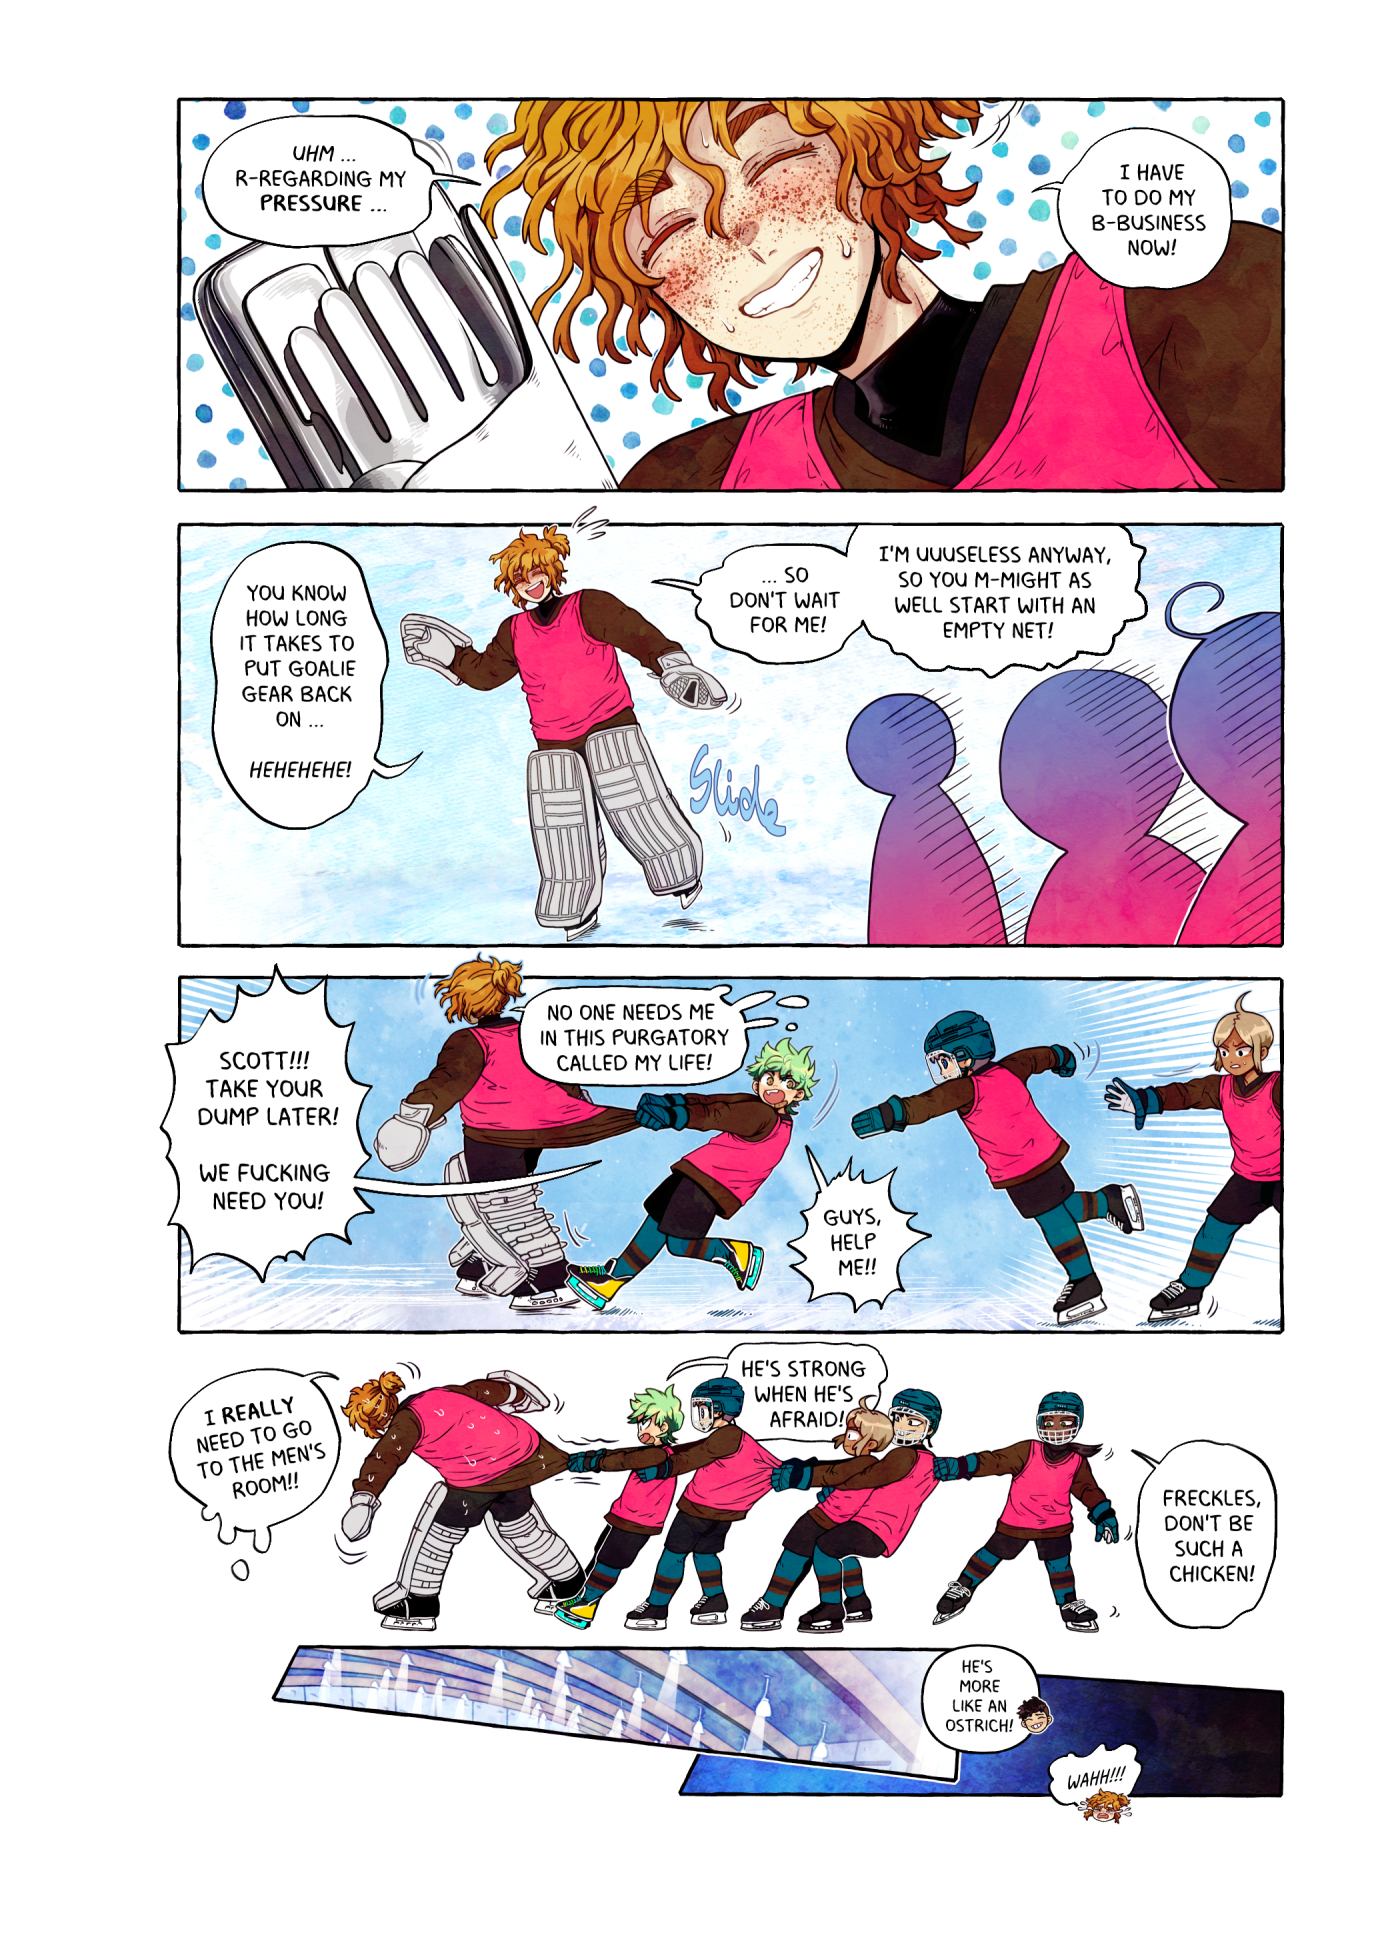 UHM ...
R-REGARDING MY
PRESSURE ...
I HAVE
TO DO MY
B-BUSINESS
NOW!
YOU KNOW
HOW LONG
IT TAKES TO
PUT GOALIE
GEAR BACK
ON ...
HEHEHEHE!
... SO
DON'T WAIT
FOR ME!
I'M UUUSELESS ANYWAY,
SO YOU M-MIGHT AS
WELL START WITH AN
EMPTY NET!
Slide
SCOTT!!!
TAKE YOUR
DUMP LATER!
WE FUCKING
NEED YOU!
NO ONE NEEDS ME
IN THIS PURGATORY
CALLED MY LIFE!
GUYS,
HELP
ME!!
I REALLY
NEED TO GO
TO THE MEN'S
ROOM!!
HE'S STRONG
WHEN HE'S
AFRAID!
FRECKLES,
DON'T BE
SUCH A
CHICKEN!
HE'S
MORE
LIKE AN
OSTRICH!
WAHH!!!